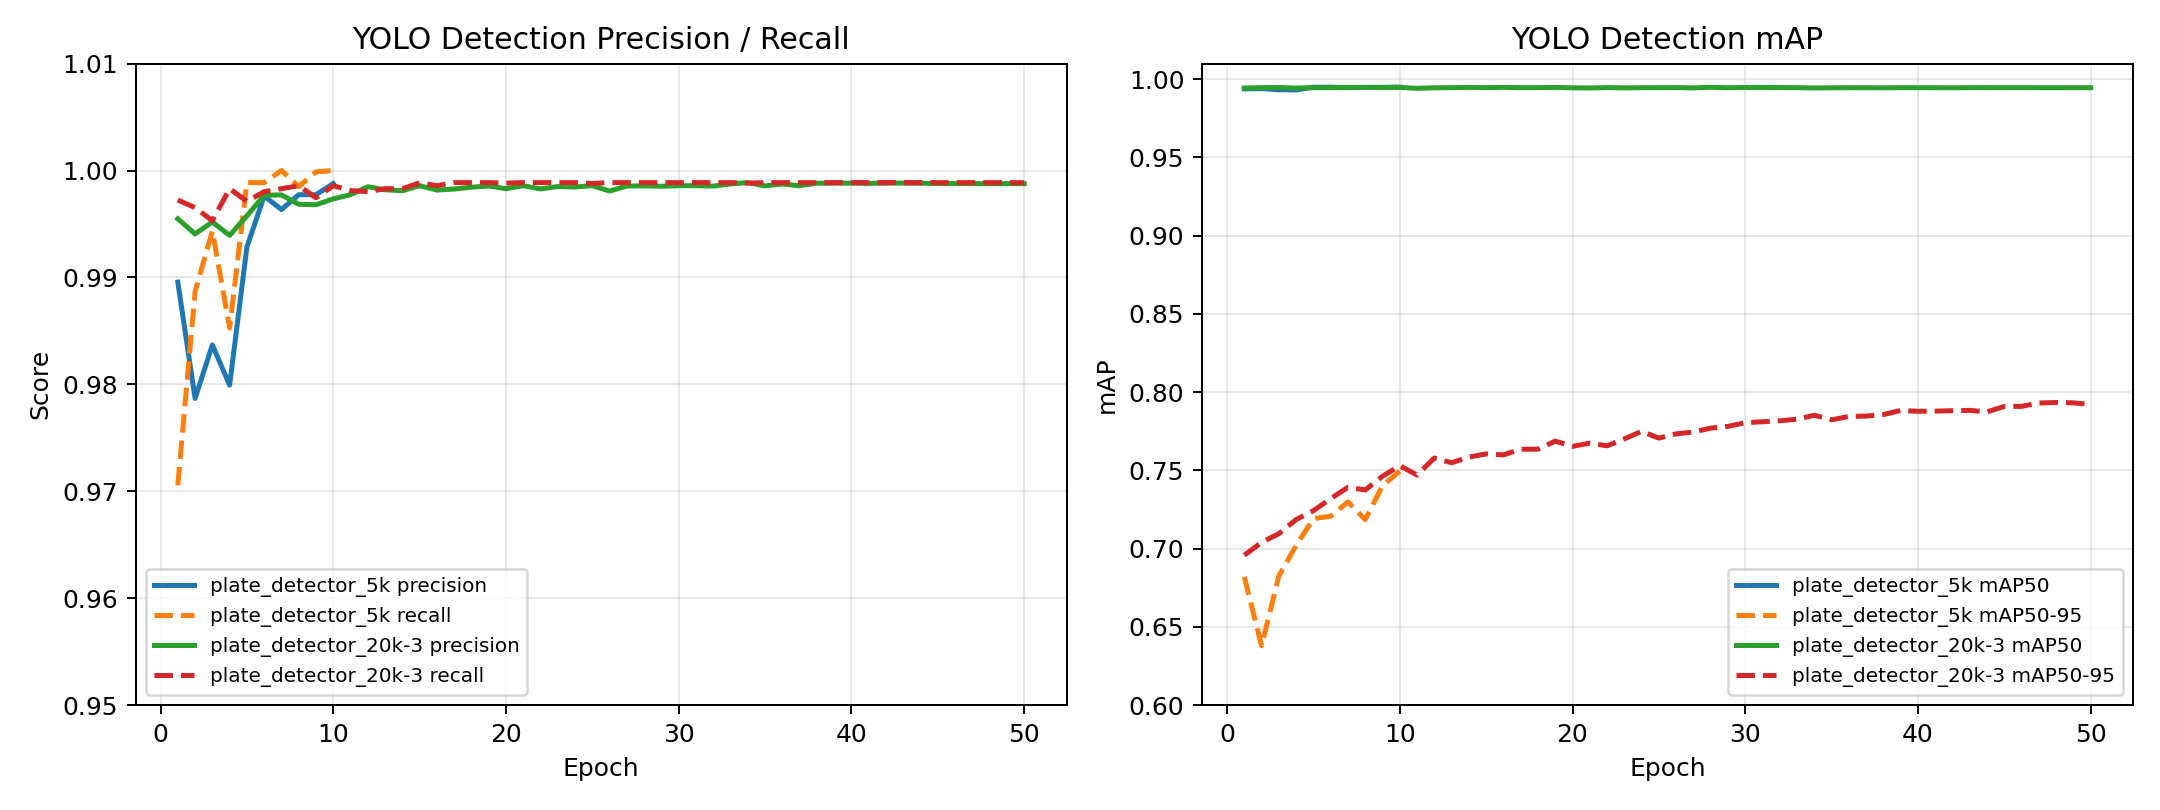 YOLO Detection Precision / Recall
1.01
1.00
0.99
0.98
0.97
0.96
0.95
Score
plate_detector_5k precision
plate_detector_5k recall
plate_detector_20k-3 precision
plate_detector_20k-3 recall
0 10 20 30 40 50
Epoch
YOLO Detection mAP
1.00
0.95
0.90
0.85
0.80
0.75
0.70
0.65
0.60
mAP
plate_detector_5k mAP50
plate_detector_5k mAP50-95
plate_detector_20k-3 mAP50
plate_detector_20k-3 mAP50-95
0 10 20 30 40 50
Epoch